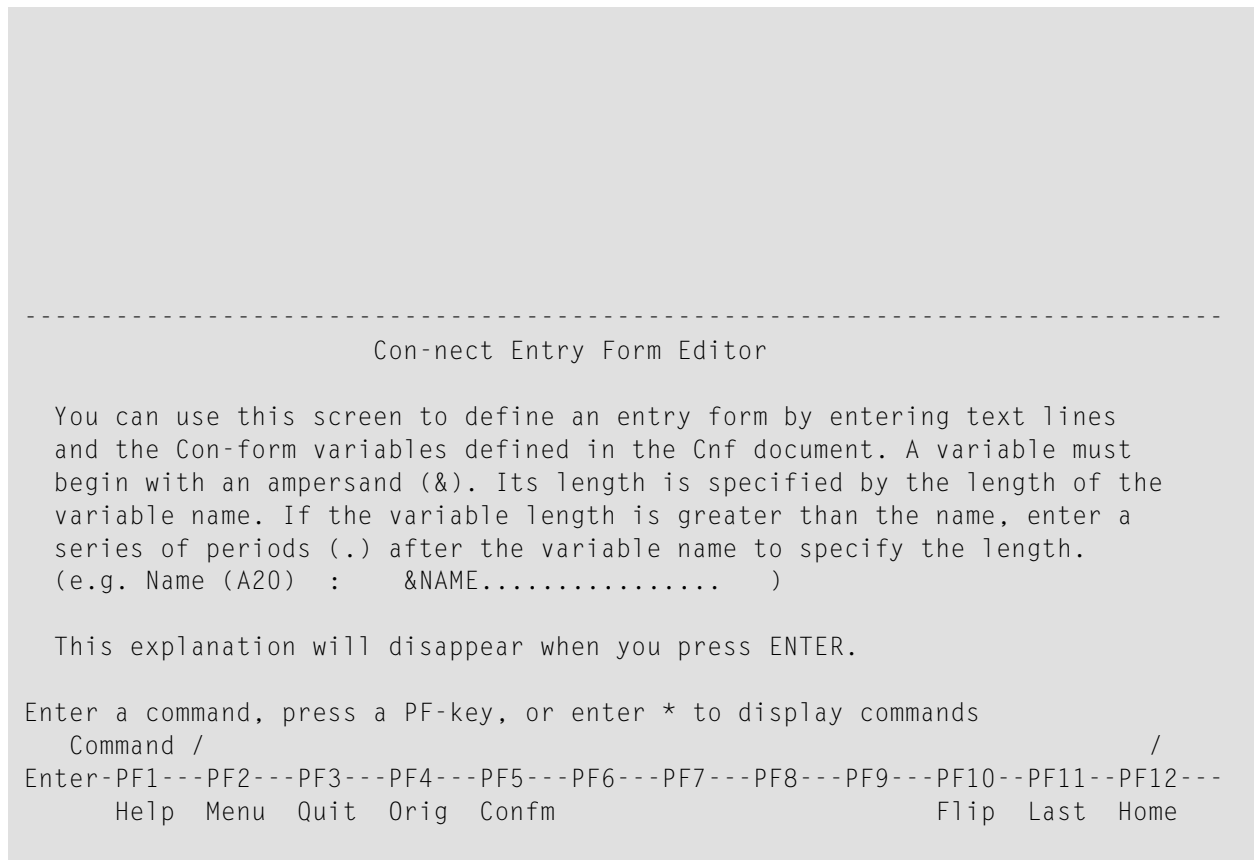 --------------------------------------------------------------------------------
Con-nect Entry Form Editor
You can use this screen to define an entry form by entering text lines
and the Con-form variables defined in the Cnf document. A variable must
begin with an ampersand (&). Its length is specified by the length of the
variable name. If the variable length is greater than the name, enter a
series of periods (.) after the variable name to specify the length.
(e.g. Name (A20)  :    &NAME................   )
This explanation will disappear when you press ENTER.
Enter a command, press a PF-key, or enter * to display commands
Command /                                                              /
Enter-PF1---PF2---PF3---PF4---PF5---PF6---PF7---PF8---PF9---PF10--PF11--PF12---
Help  Menu  Quit  Orig  Confm                         Flip  Last  Home